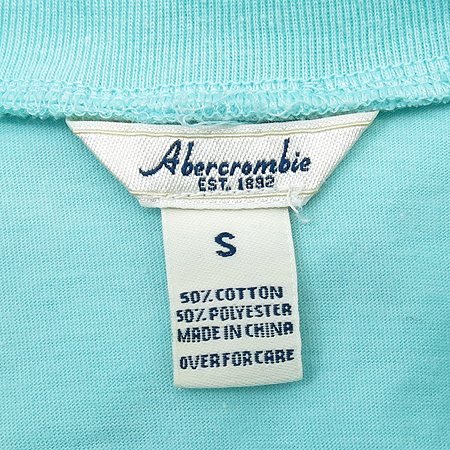 Abercrombie
EST. 1892
S
50% COTTON
50% POLYESTER
MADE IN CHINA
OVER FOR CARE